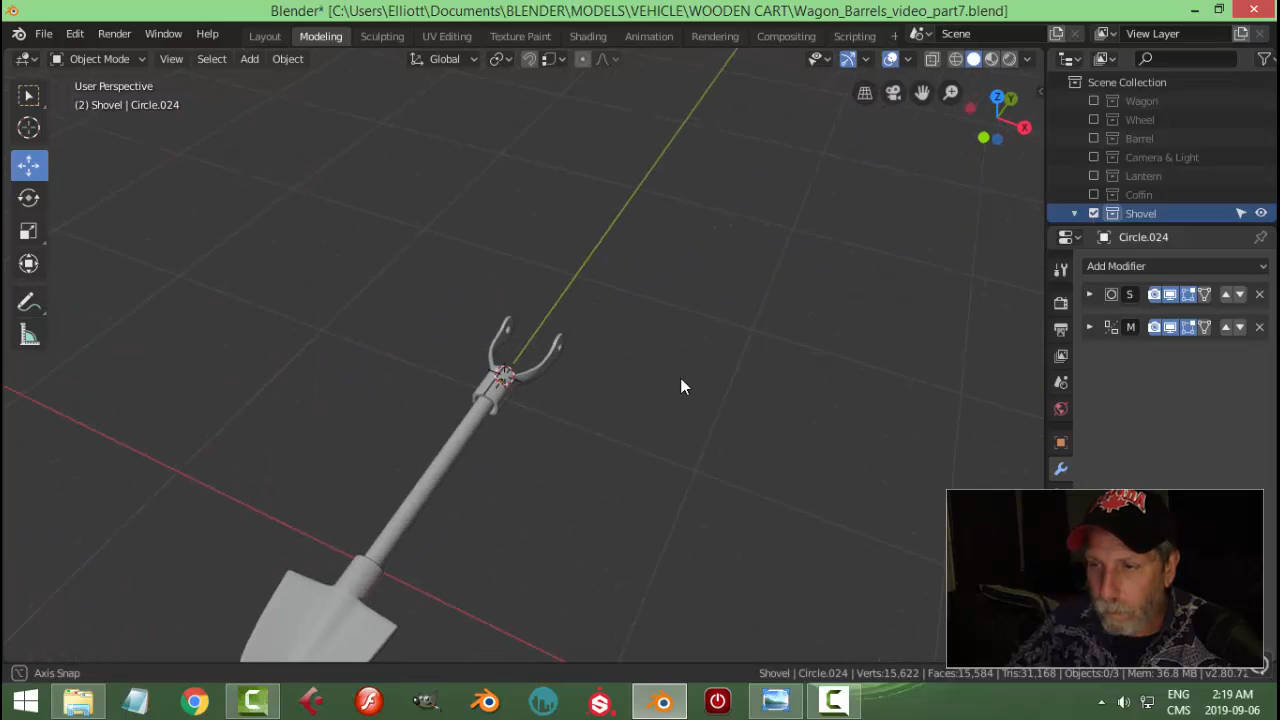 Blender* [C:\Users\Elliott\Documents\BLENDER\MODELS\VEHICLE\WOODEN CART\Wagon_Barrels_video_part7.blend]
File Edit Render Window Help Layout Modeling Sculpting UV Editing Texture Paint Shading Animation Rendering Compositing Scripting + Scene View Layer
Object Mode View Select Add Object Global
User Perspective
(2) Shovel | Circle.024
Z
Y
X
Scene Collection
Wagon
Wheel
Barrel
Camera & Light
Lantern
Coffin
Shovel
Circle.024
Add Modifier
S
M
Axis Snap
Shovel | Circle.024 | Verts:15,622 | Faces:15,584 | Tris:31,168 | Objects:0/3 | Mem: 36.8 MB | v2.80.71
ENG
CMS
2:19 AM
2019-09-06